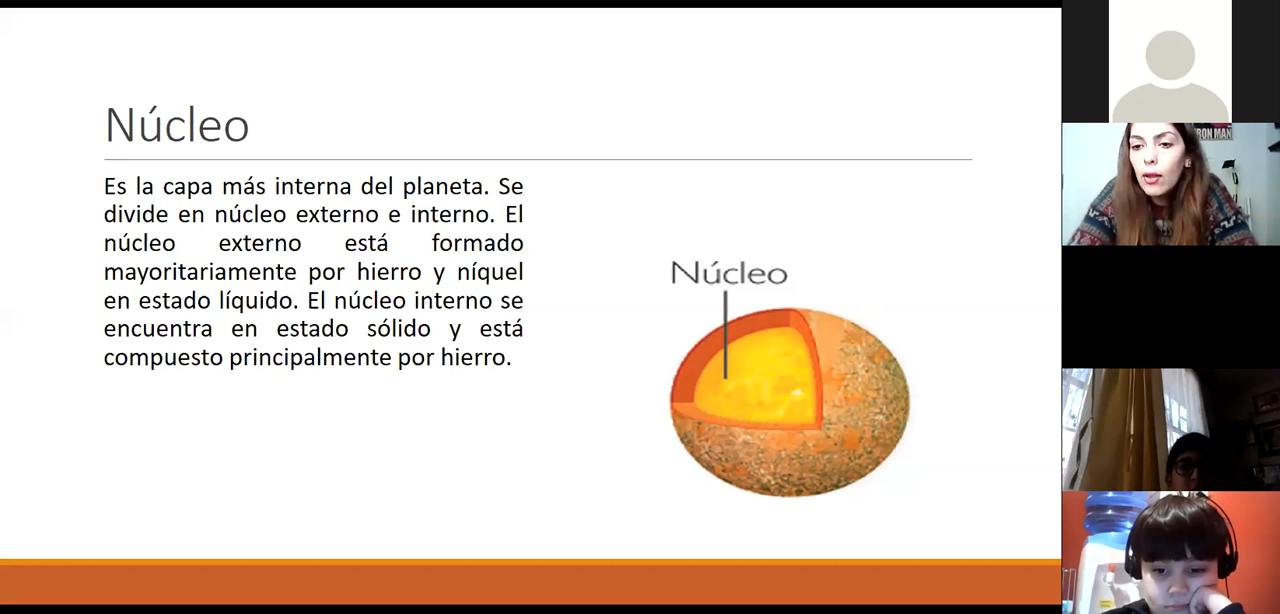 Núcleo
Es la capa más interna del planeta. Se
divide en núcleo externo e interno. El
núcleo externo está formado
mayoritariamente por hierro y níquel
en estado líquido. El núcleo interno se
encuentra en estado sólido y está
compuesto principalmente por hierro.
Núcleo
IRON MAN